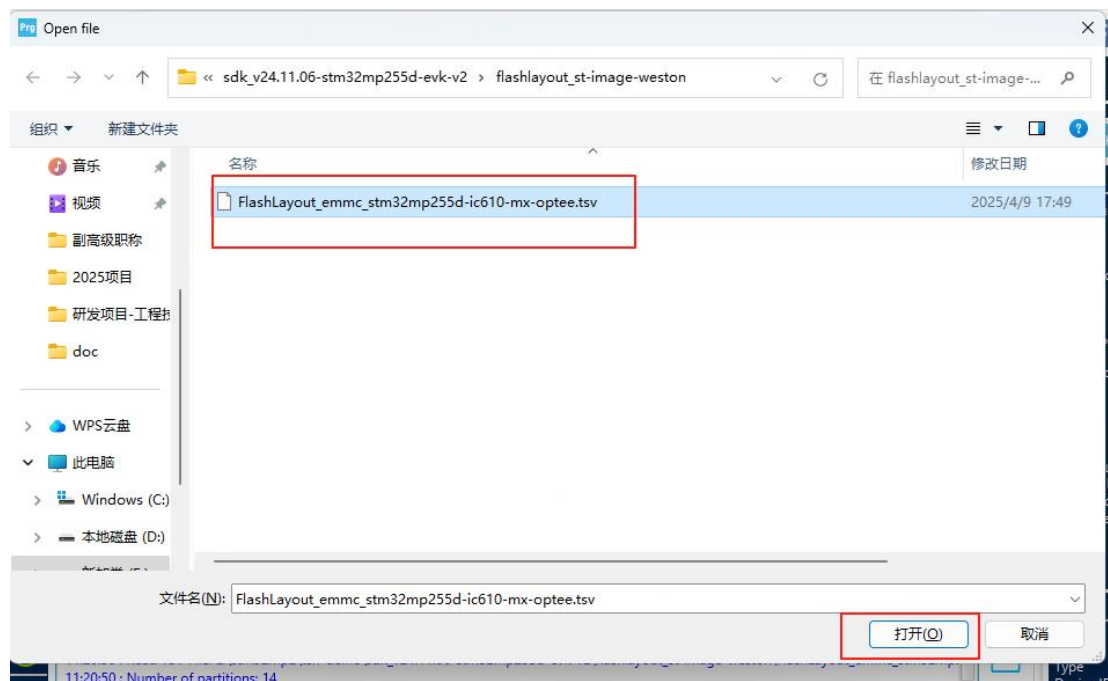 Prg Open file
« sdk_v24.11.06-stm32mp255d-evk-v2 › flashlayout_st-image-weston
在 flashlayout_st-image-...
组织 新建文件夹
名称 修改日期
音乐
FlashLayout_emmc_stm32mp255d-ic610-mx-optee.tsv 2025/4/9 17:49
视频
副高级职称
2025项目
研发项目-工程技
doc
WPS云盘
此电脑
Windows (C:)
本地磁盘 (D:)
文件名(N): FlashLayout_emmc_stm32mp255d-ic610-mx-optee.tsv
打开(O) 取消
11:20:50 : Number of partitions: 14
Type